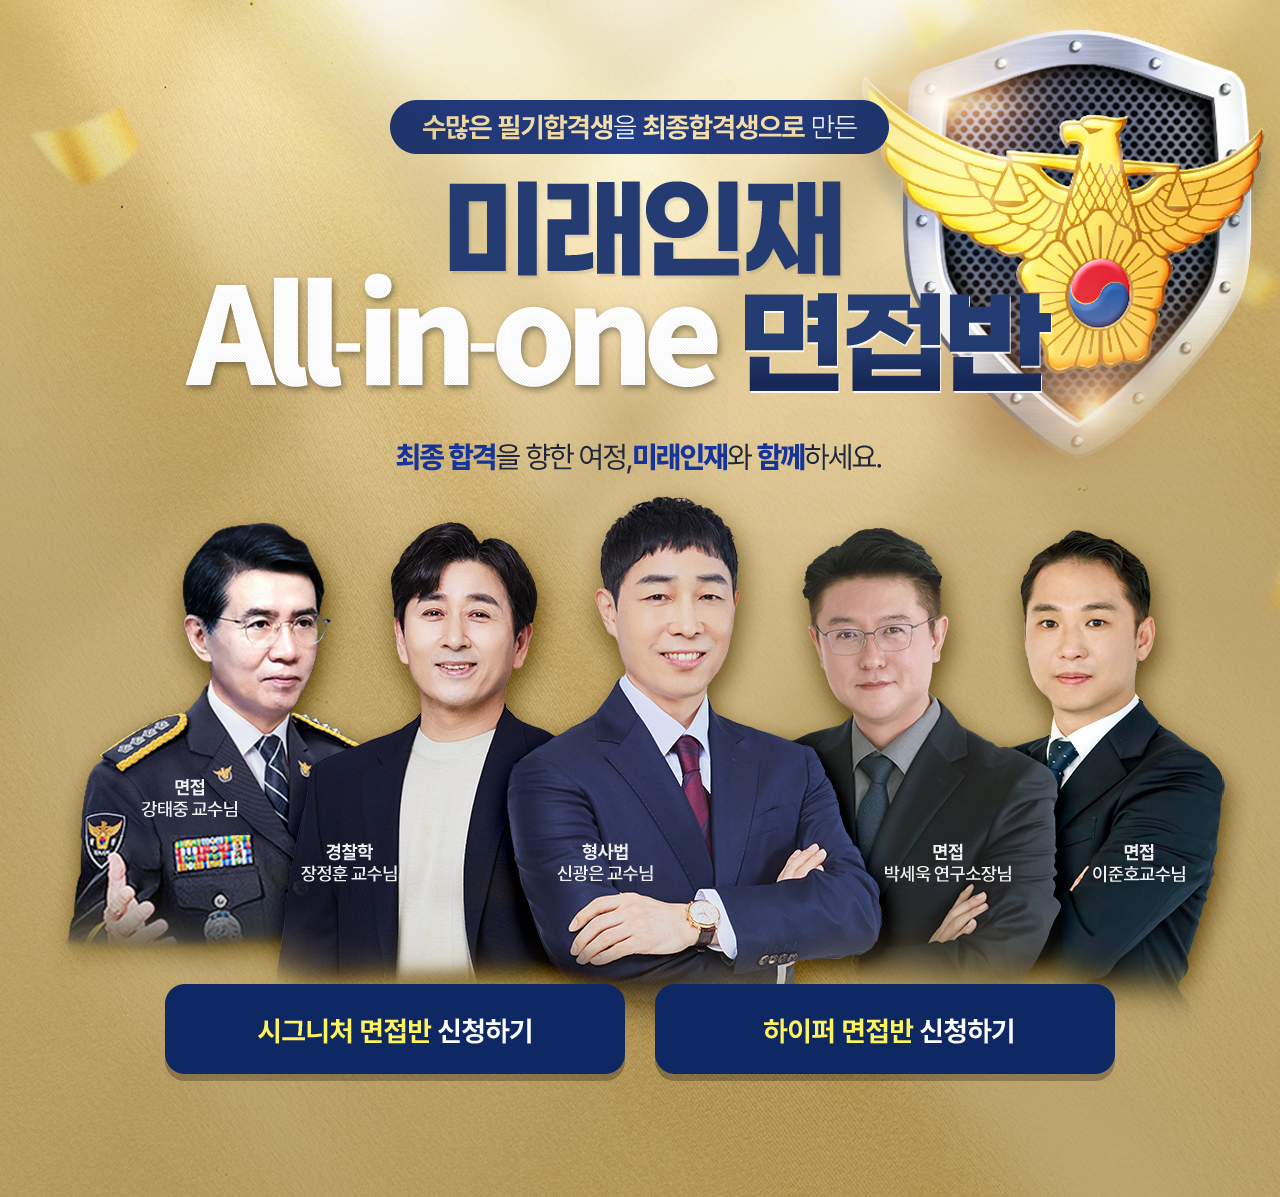 수많은 필기합격생을 최종합격생으로 만든
미래인재
All-in-one 면접반
최종 합격을 향한 여정,미래인재와 함께하세요.
면접
강태중 교수님
경찰학
장정훈 교수님
형사법
신광은 교수님
면접
박세욱 연구소장님
면접
이준호교수님
시그니처 면접반 신청하기
하이퍼 면접반 신청하기